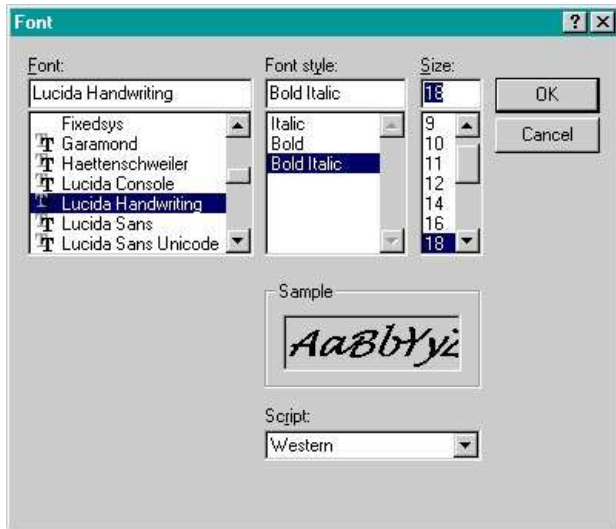 Font
Font:
Lucida Handwriting
Fixedsys
Garamond
Haettenschweiler
Lucida Console
Lucida Handwriting
Lucida Sans
Lucida Sans Unicode
Font style:
Bold Italic
Italic
Bold
Bold Italic
Size:
18
9
10
11
12
14
16
18
OK
Cancel
Sample
AaBbYyZ
Script:
Western